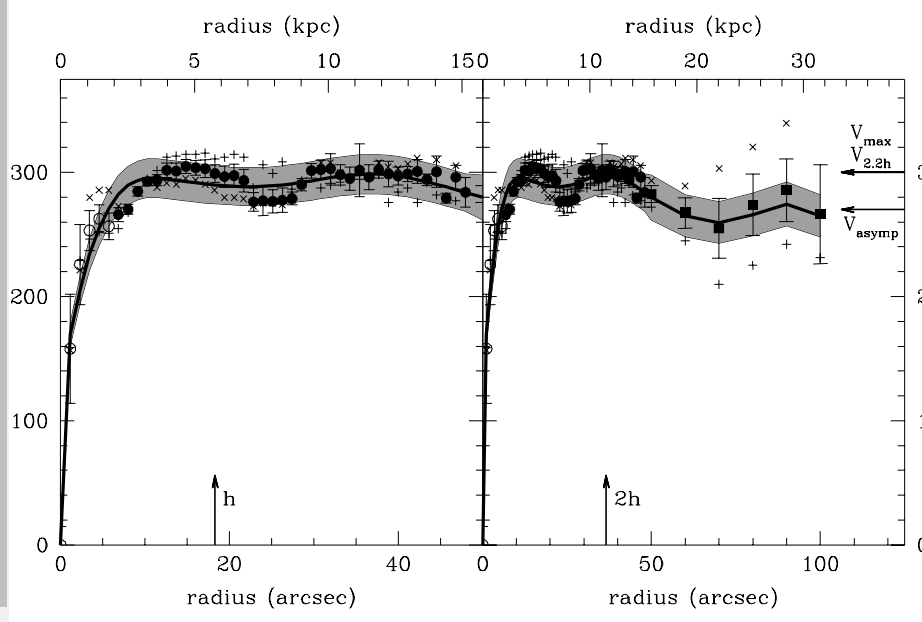 radius (kpc) radius (kpc)
0 5 10 15 0 10 20 30
300
200
100
0
V max
V 2.2h
V asymp
h
2h
0 20 40 0 50 100
radius (arcsec) radius (arcsec)